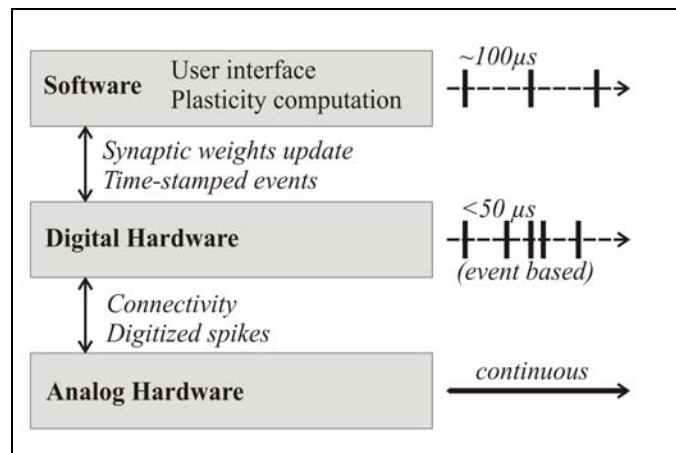 Software
User interface
Plasticity computation
~100µs
Synaptic weights update
Time-stamped events
Digital Hardware
<50 µs
(event based)
Connectivity
Digitized spikes
Analog Hardware
continuous